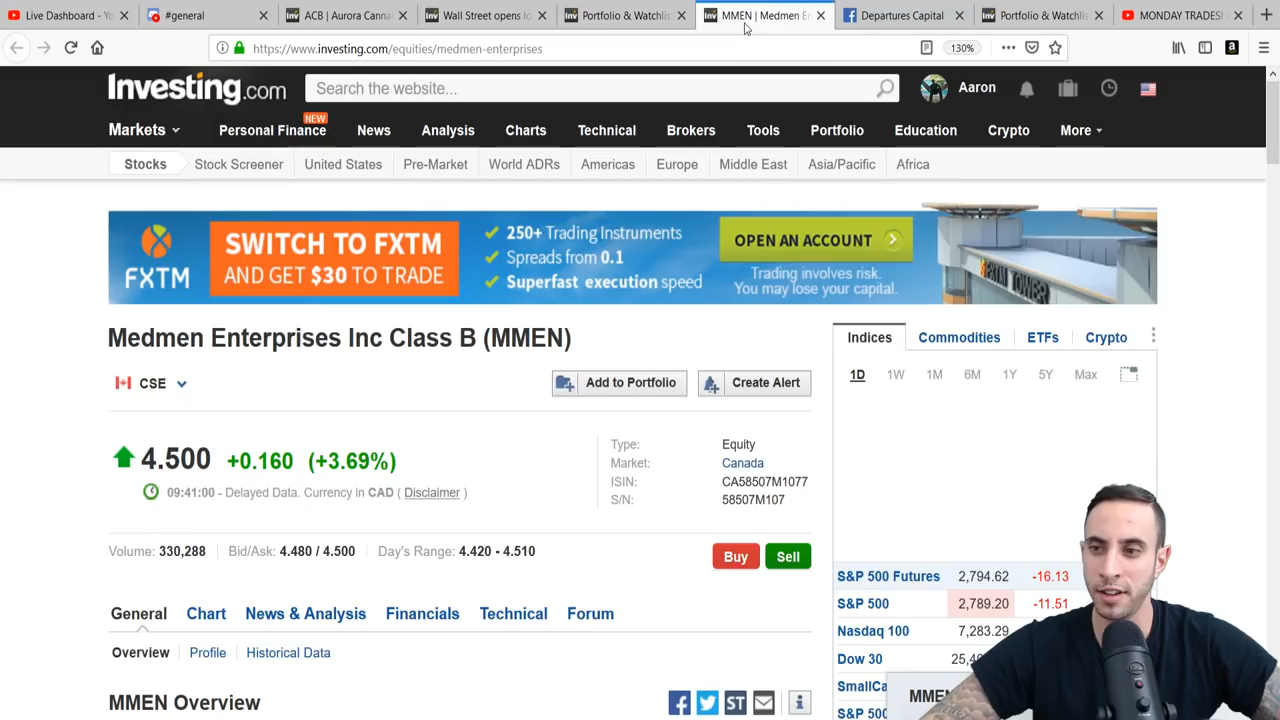 Live Dashboard - Yo
#general
ACB | Aurora Canna
Wall Street opens lo
Portfolio & Watchlis
MMEN | Medmen En
Departures Capital
Portfolio & Watchlis
MONDAY TRADES!
https://www.investing.com/equities/medmen-enterprises
130%
Investing.com
Search the website...
Aaron
NEW
Markets
Personal Finance
News
Analysis
Charts
Technical
Brokers
Tools
Portfolio
Education
Crypto
More
Stocks
Stock Screener
United States
Pre-Market
World ADRs
Americas
Europe
Middle East
Asia/Pacific
Africa
FXTM
SWITCH TO FXTM
AND GET $30 TO TRADE
250+ Trading Instruments
Spreads from 0.1
Superfast execution speed
OPEN AN ACCOUNT
Trading involves risk.
You may lose your capital.
FXTM TOWER
Medmen Enterprises Inc Class B (MMEN)
CSE
Add to Portfolio
Create Alert
4.500 +0.160 (+3.69%)
09:41:00 - Delayed Data. Currency in CAD ( Disclaimer )
Type: Equity
Market: Canada
ISIN: CA58507M1077
S/N: 58507M107
Volume: 330,288
Bid/Ask: 4.480 / 4.500
Day's Range: 4.420 - 4.510
Buy
Sell
General
Chart
News & Analysis
Financials
Technical
Forum
Overview
Profile
Historical Data
MMEN Overview
ST
Indices
Commodities
ETFs
Crypto
1D
1W
1M
6M
1Y
5Y
Max
S&P 500 Futures 2,794.62 -16.13
S&P 500 2,789.20 -11.51
Nasdaq 100 7,283.29
Dow 30
SmallCa
S&P 500
MMEN